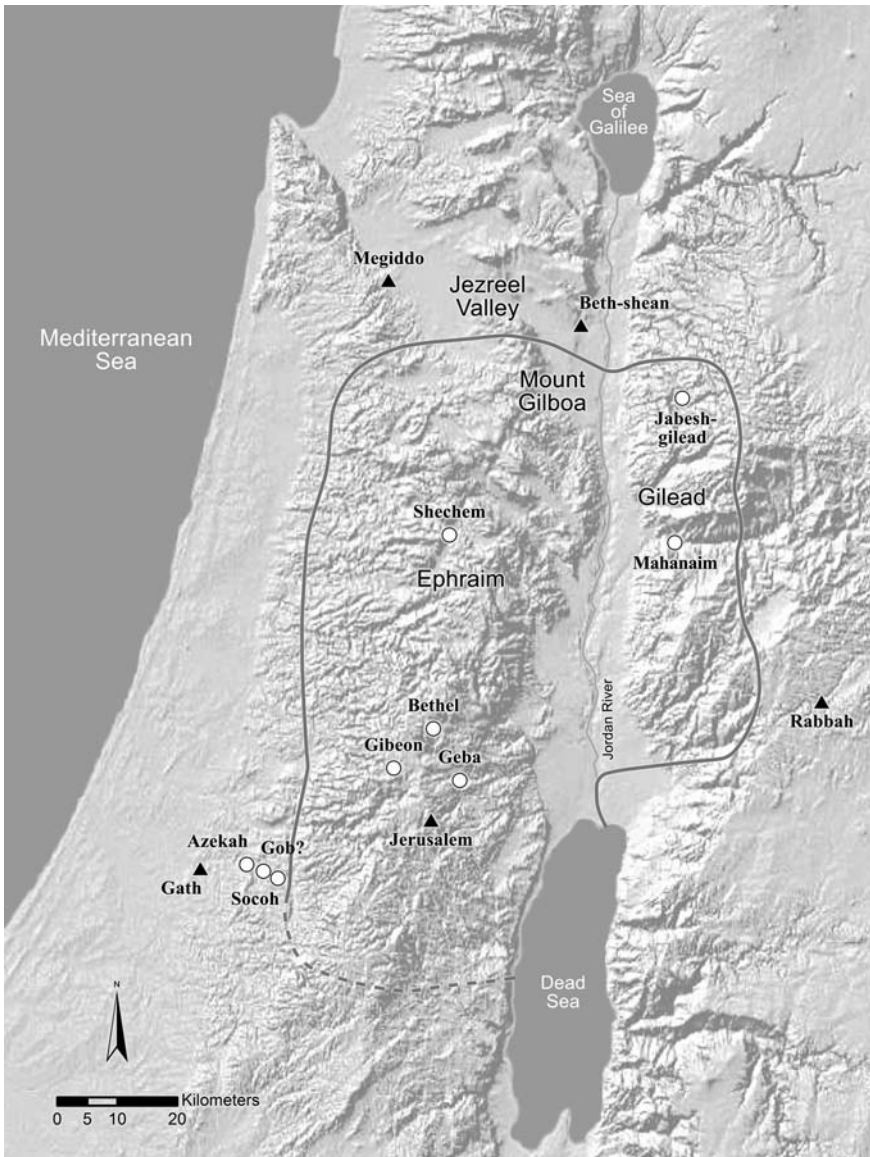 Sea
of
Galilee
Megiddo
Jezreel
Valley
Beth-shean
Mediterranean
Sea
Mount
Gilboa
Jabesh-
gilead
Gilead
Shechem
Mahanaim
Ephraim
Jordan River
Rabbah
Bethel
Gibeon
Geba
Jerusalem
Azekah
Gob?
Gath
Socoh
Dead
Sea
N
Kilometers
0 5 10 20